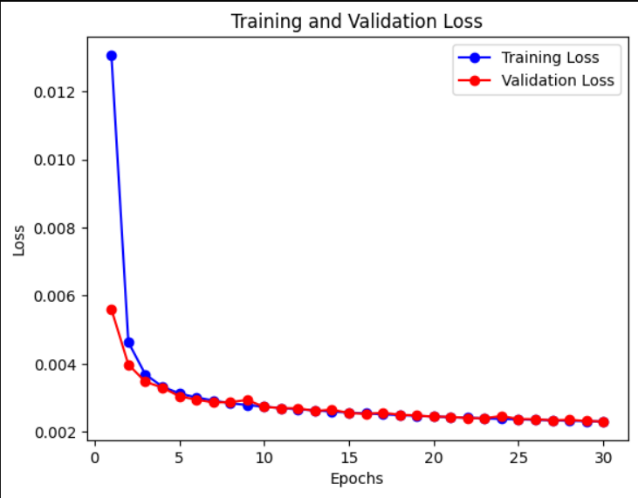 Training and Validation Loss
Training Loss
Validation Loss
0.012
0.010
0.008
0.006
0.004
0.002
Loss
0 5 10 15 20 25 30
Epochs